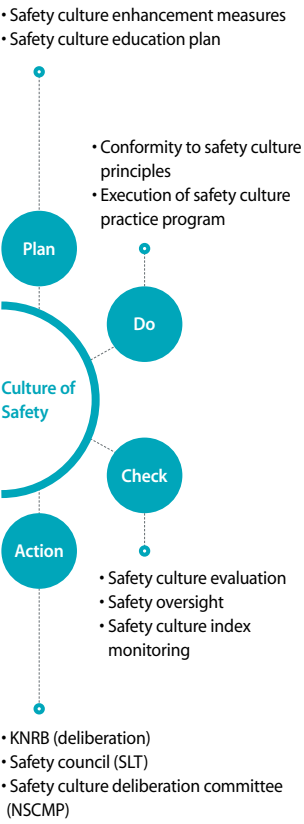 • Safety culture enhancement measures
• Safety culture education plan
• Conformity to safety culture
principles
• Execution of safety culture
practice program
Plan
Do
Culture of
Safety
Check
Action
• Safety culture evaluation
• Safety oversight
• Safety culture index
monitoring
• KNRB (deliberation)
• Safety council (SLT)
• Safety culture deliberation committee
(NSCMP)